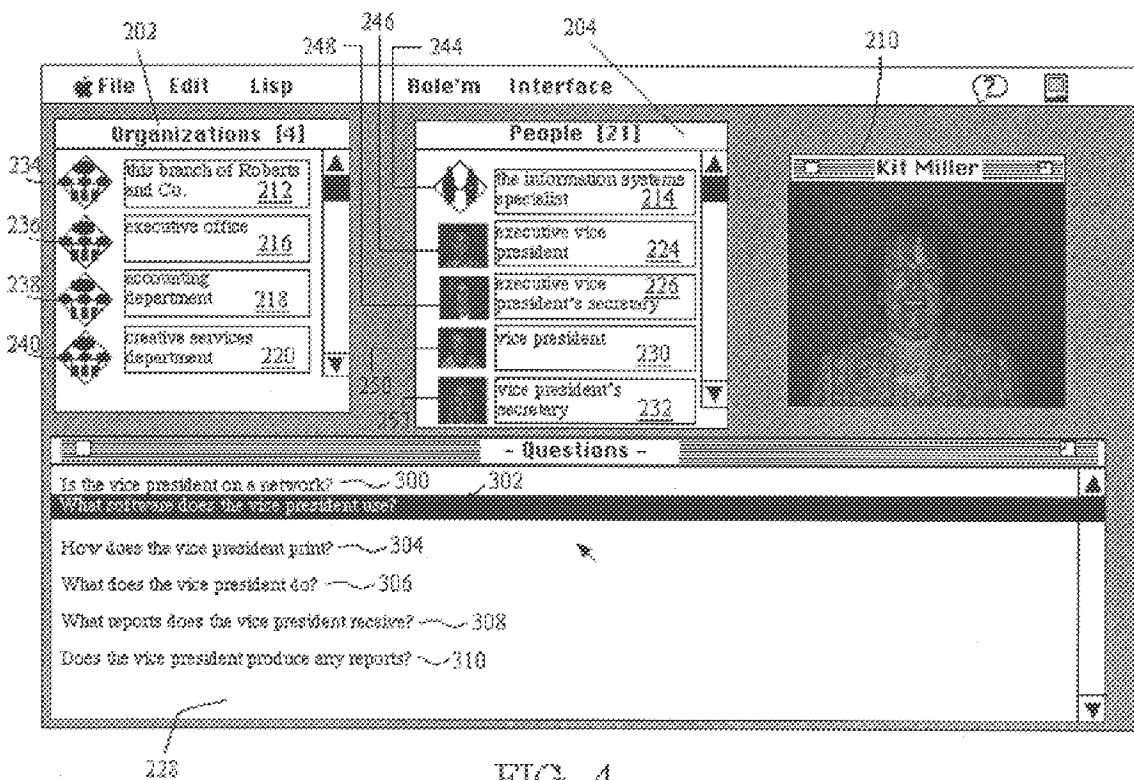 246
202
248
244
204
210
File Edit Lisp Bole'm Interface
?
Organizations [4]
People [21]
Kit Miller
234
this branch of Roberts
and Co. 212
236
executive office
216
238
accounting
department 218
240
creative services
department 220
the information systems
specialist 214
executive vice
president 224
executive vice 226
president's secretary
vice president
230
250
vice president's
secretary 232
- Questions -
Is the vice president on a network? 300 302
What software does the vice president use?
How does the vice president print? 304
What does the vice president do? 306
What reports does the vice president receive? 308
Does the vice president produce any reports? 310
228
FIG. 4